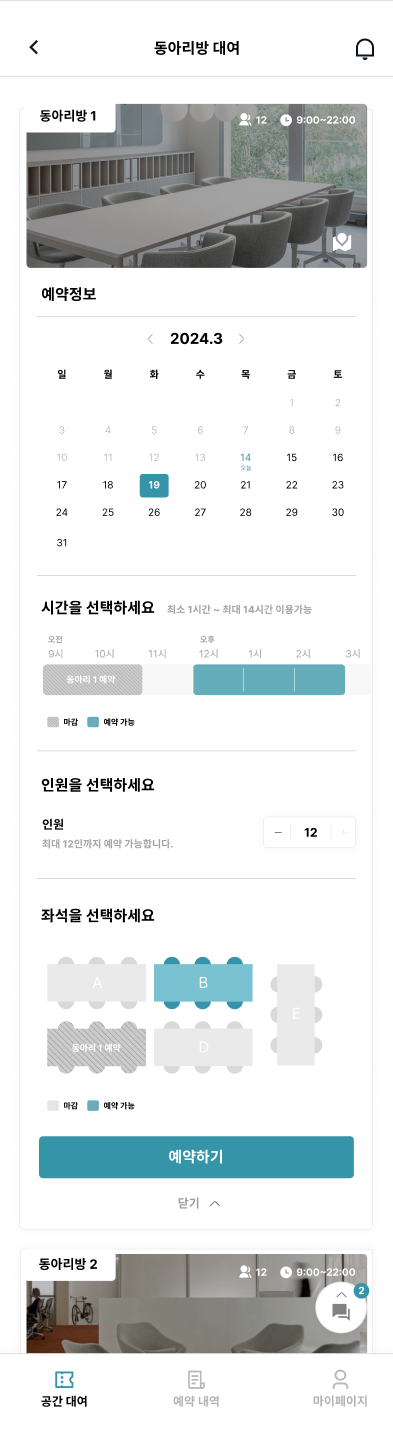 동아리방 대여
동아리방 1
12 9:00~22:00
예약정보
2024.3
일 월 화 수 목 금 토
1 2
3 4 5 6 7 8 9
10 11 12 13 14 15 16
오늘
17 18 19 20 21 22 23
24 25 26 27 28 29 30
31
시간을 선택하세요 최소 1시간 ~ 최대 14시간 이용가능
오전 오후
9시 10시 11시 12시 1시 2시 3시
동아리 1 예약
마감 예약 가능
인원을 선택하세요
인원
최대 12인까지 예약 가능합니다.
− 12 +
좌석을 선택하세요
A B
E
동아리 1 예약 D
마감 예약 가능
예약하기
닫기
동아리방 2
12 9:00~22:00
2
공간 대여 예약 내역 마이페이지